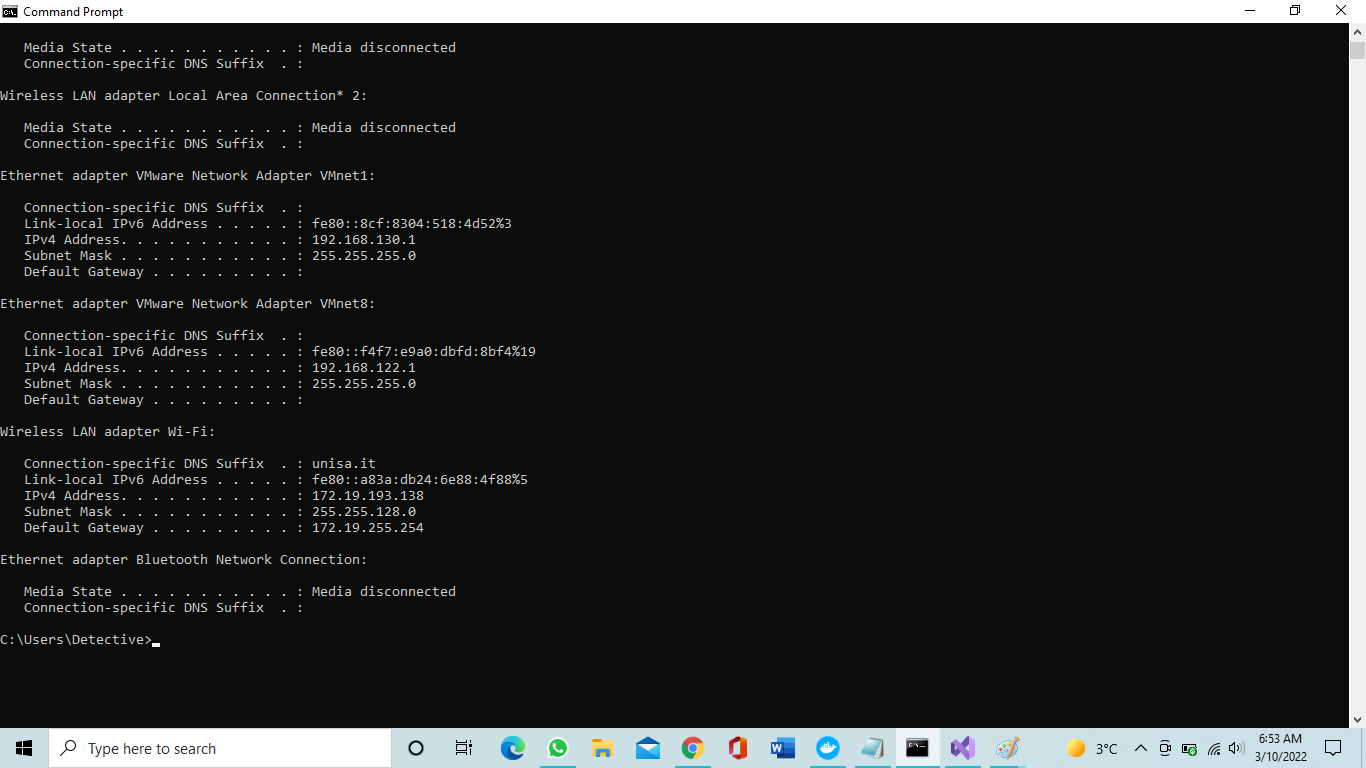 Command Prompt
Media State . . . . . . . . . . . : Media disconnected
Connection-specific DNS Suffix  . :
Wireless LAN adapter Local Area Connection* 2:
Media State . . . . . . . . . . . : Media disconnected
Connection-specific DNS Suffix  . :
Ethernet adapter VMware Network Adapter VMnet1:
Connection-specific DNS Suffix  . :
Link-local IPv6 Address . . . . . : fe80::8cf:8304:518:4d52%3
IPv4 Address. . . . . . . . . . . : 192.168.130.1
Subnet Mask . . . . . . . . . . . : 255.255.255.0
Default Gateway . . . . . . . . . :
Ethernet adapter VMware Network Adapter VMnet8:
Connection-specific DNS Suffix  . :
Link-local IPv6 Address . . . . . : fe80::f4f7:e9a0:dbfd:8bf4%19
IPv4 Address. . . . . . . . . . . : 192.168.122.1
Subnet Mask . . . . . . . . . . . : 255.255.255.0
Default Gateway . . . . . . . . . :
Wireless LAN adapter Wi-Fi:
Connection-specific DNS Suffix  . : unisa.it
Link-local IPv6 Address . . . . . : fe80::a83a:db24:6e88:4f88%5
IPv4 Address. . . . . . . . . . . : 172.19.193.138
Subnet Mask . . . . . . . . . . . : 255.255.128.0
Default Gateway . . . . . . . . . : 172.19.255.254
Ethernet adapter Bluetooth Network Connection:
Media State . . . . . . . . . . . : Media disconnected
Connection-specific DNS Suffix  . :
C:\Users\Detective>
Type here to search
3°C
6:53 AM
3/10/2022